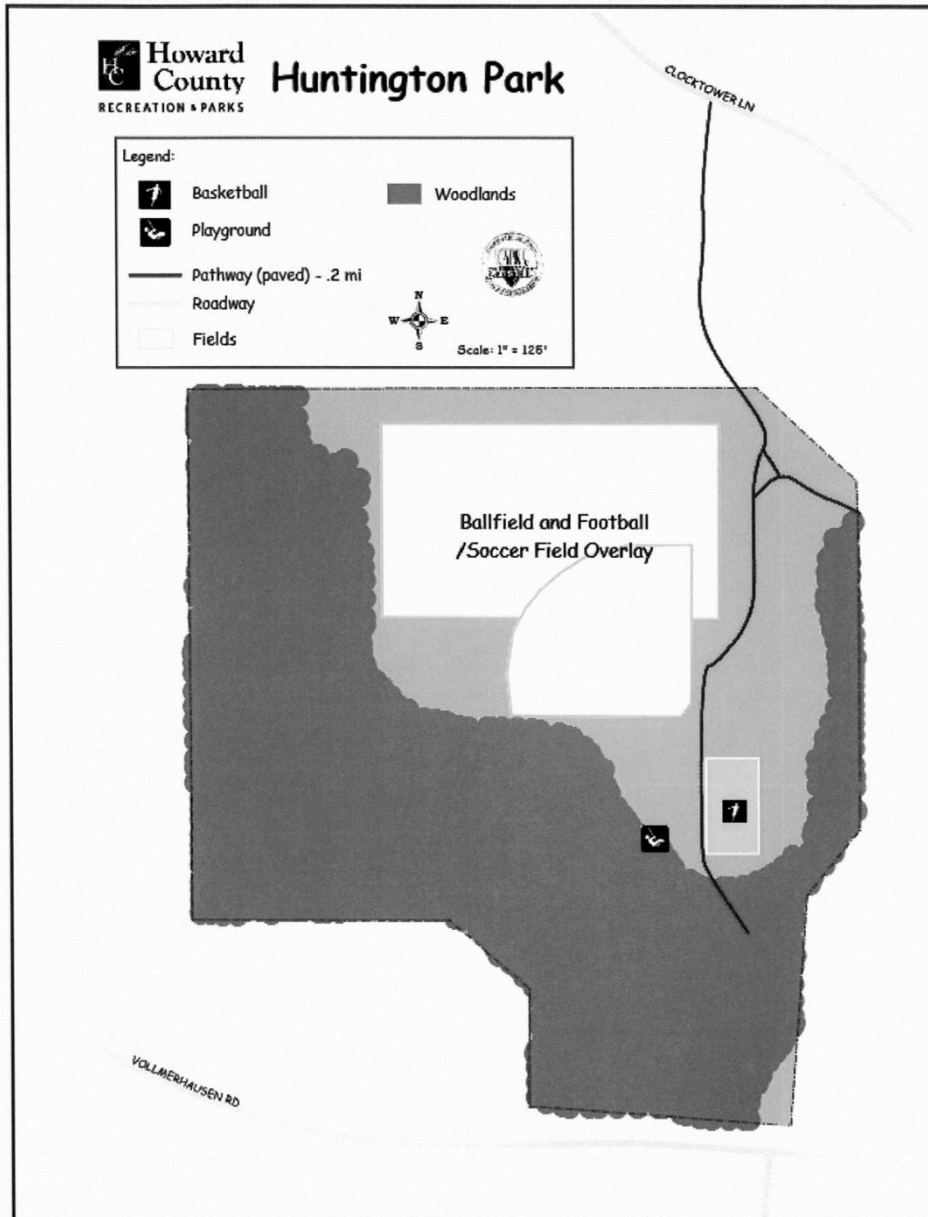 Howard
County
RECREATION & PARKS
Huntington Park
CLOCKTOWER LN
Legend:
Basketball
Playground
Pathway (paved) - .2 mi
Roadway
Fields
Woodlands
N
W E
S
Scale: 1" = 125'
Ballfield and Football
/Soccer Field Overlay
VOLLMERHAUSEN RD